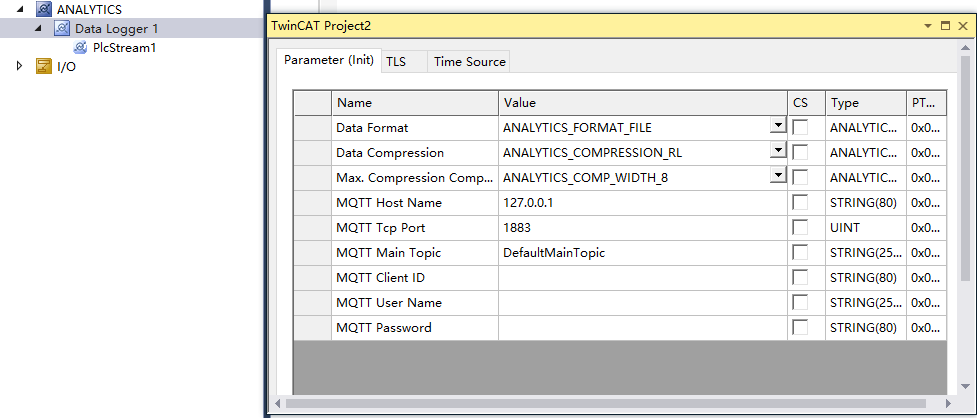 ANALYTICS
Data Logger 1
PlcStream1
I/O
TwinCAT Project2
Parameter (Init) TLS Time Source
Name Value CS Type PT...
Data Format ANALYTICS_FORMAT_FILE ANALYTIC... 0x0...
Data Compression ANALYTICS_COMPRESSION_RL ANALYTIC... 0x0...
Max. Compression Comp... ANALYTICS_COMP_WIDTH_8 ANALYTIC... 0x0...
MQTT Host Name 127.0.0.1 STRING(80) 0x0...
MQTT Tcp Port 1883 UINT 0x0...
MQTT Main Topic DefaultMainTopic STRING(25... 0x0...
MQTT Client ID STRING(80) 0x0...
MQTT User Name STRING(25... 0x0...
MQTT Password STRING(80) 0x0...